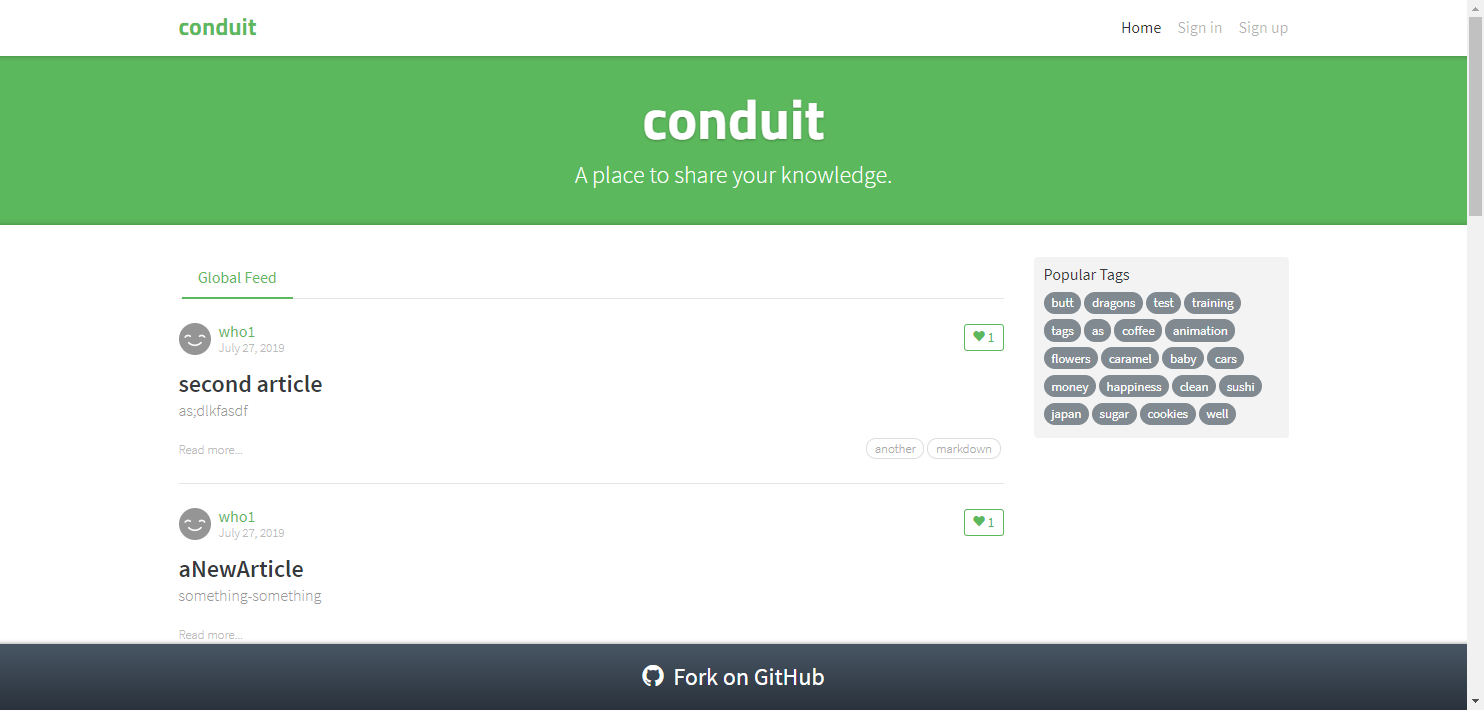 conduit
Home Sign in Sign up
conduit
A place to share your knowledge.
Global Feed
who1
July 27, 2019
1
second article
as;dlkfasdf
Read more...
another markdown
who1
July 27, 2019
1
aNewArticle
something-something
Read more...
Popular Tags
butt dragons test training
tags as coffee animation
flowers caramel baby cars
money happiness clean sushi
japan sugar cookies well
Fork on GitHub